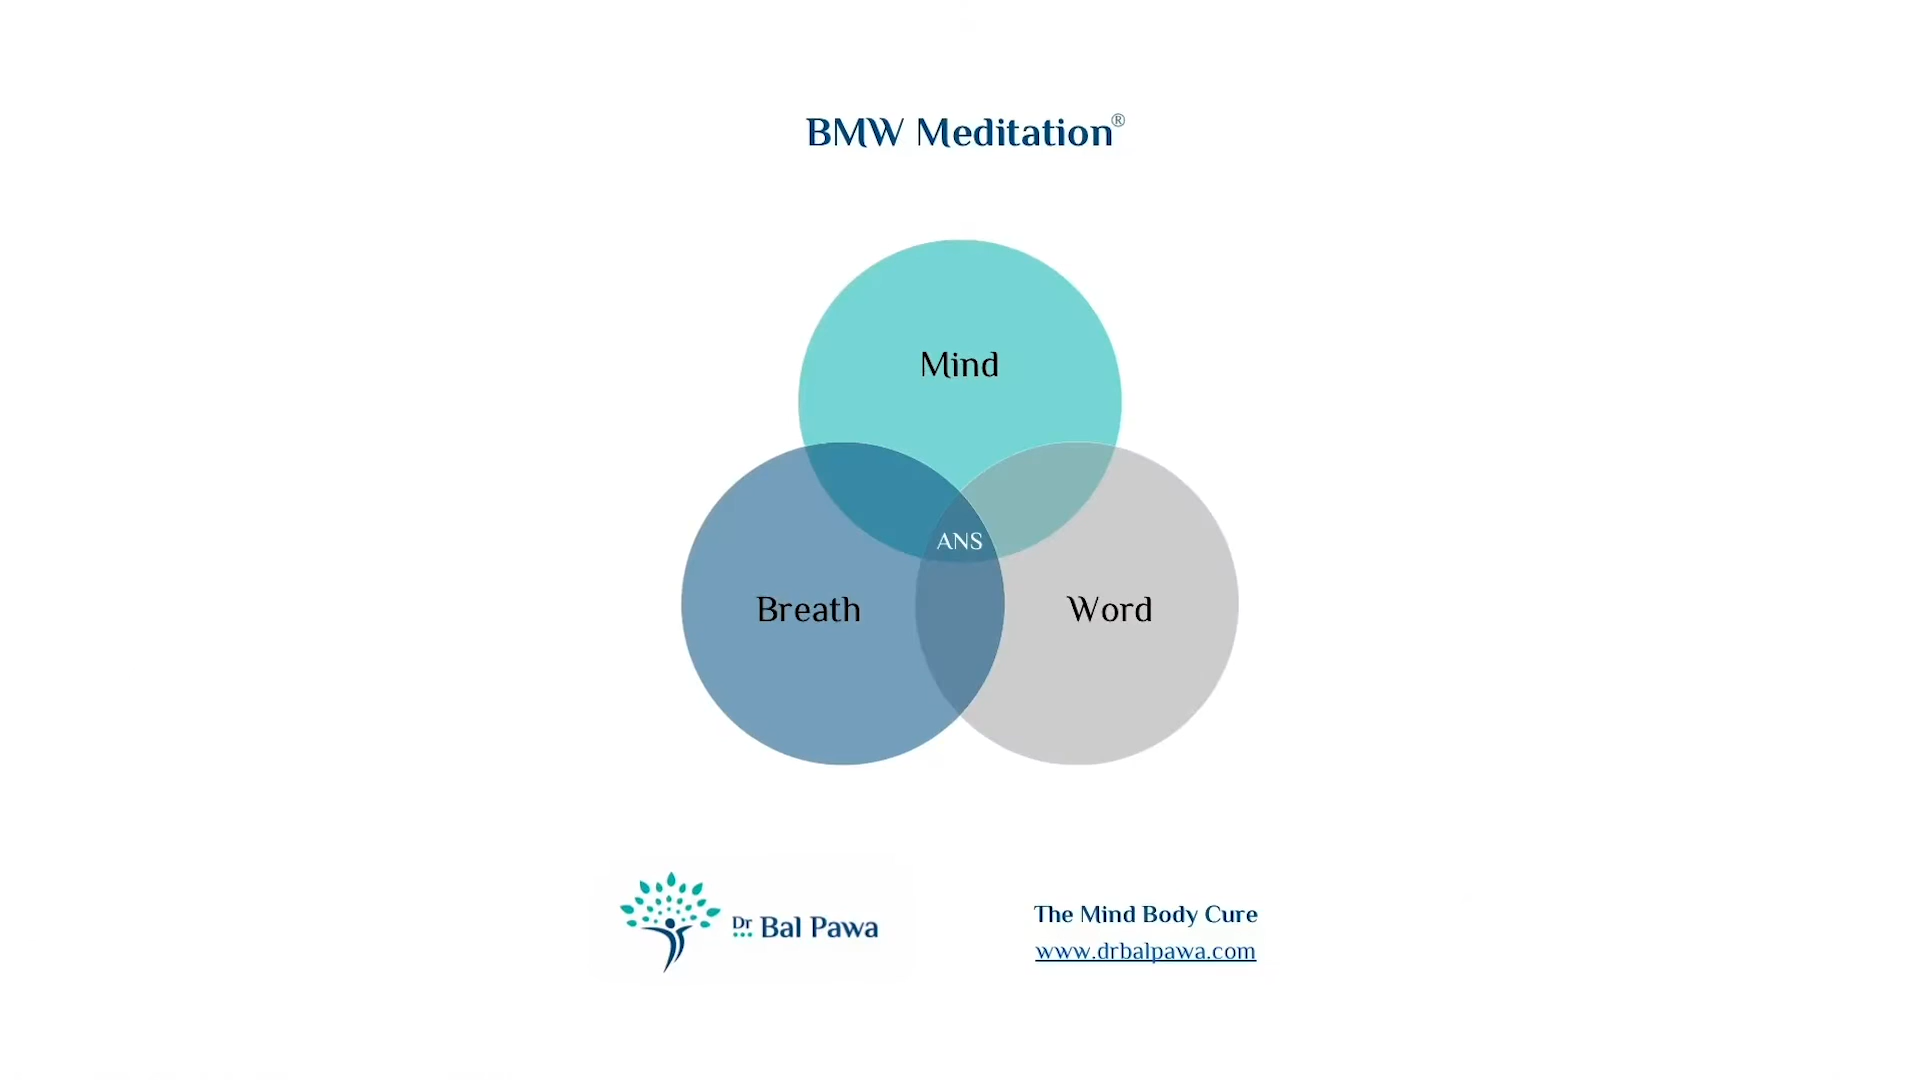 BMW Meditation®
Mind
ANS
Breath
Word
Dr Bal Pawa
The Mind Body Cure
www.drbalpawa.com